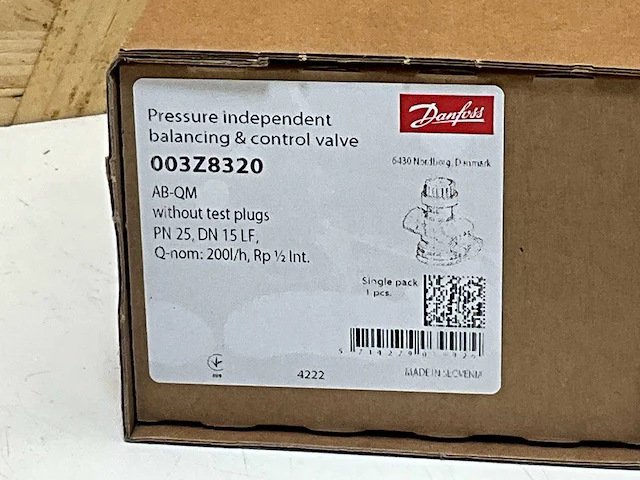 Pressure independent
balancing & control valve
003Z8320
Danfoss
6430 Nordborg, Denmark
AB-QM
without test plugs
PN 25, DN 15 LF,
Q-nom: 200l/h, Rp ½ Int.
Single pack
1 pcs.
4222
MADE IN SLOVENIA